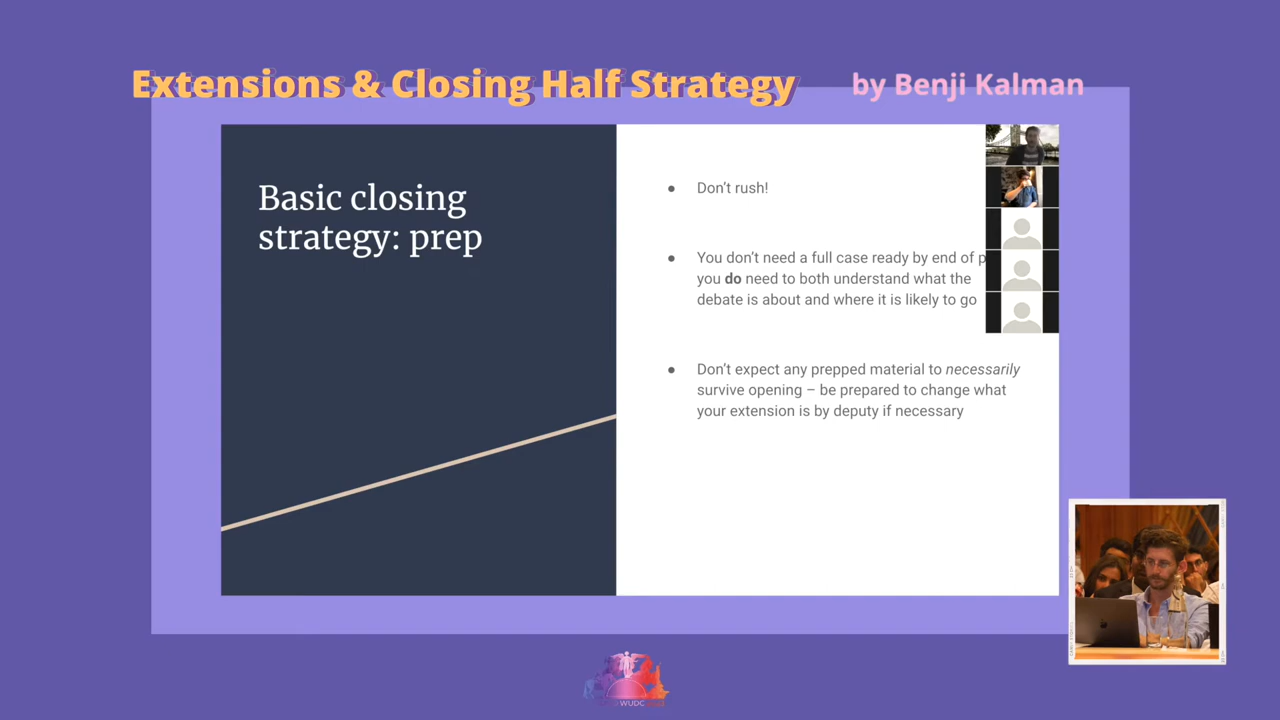 Extensions & Closing Half Strategy
by Benji Kalman
Basic closing
strategy: prep
● Don’t rush!
● You don’t need a full case ready by end of
you do need to both understand what the
debate is about and where it is likely to go
● Don’t expect any prepped material to necessarily
survive opening – be prepared to change what
your extension is by deputy if necessary
WUDC